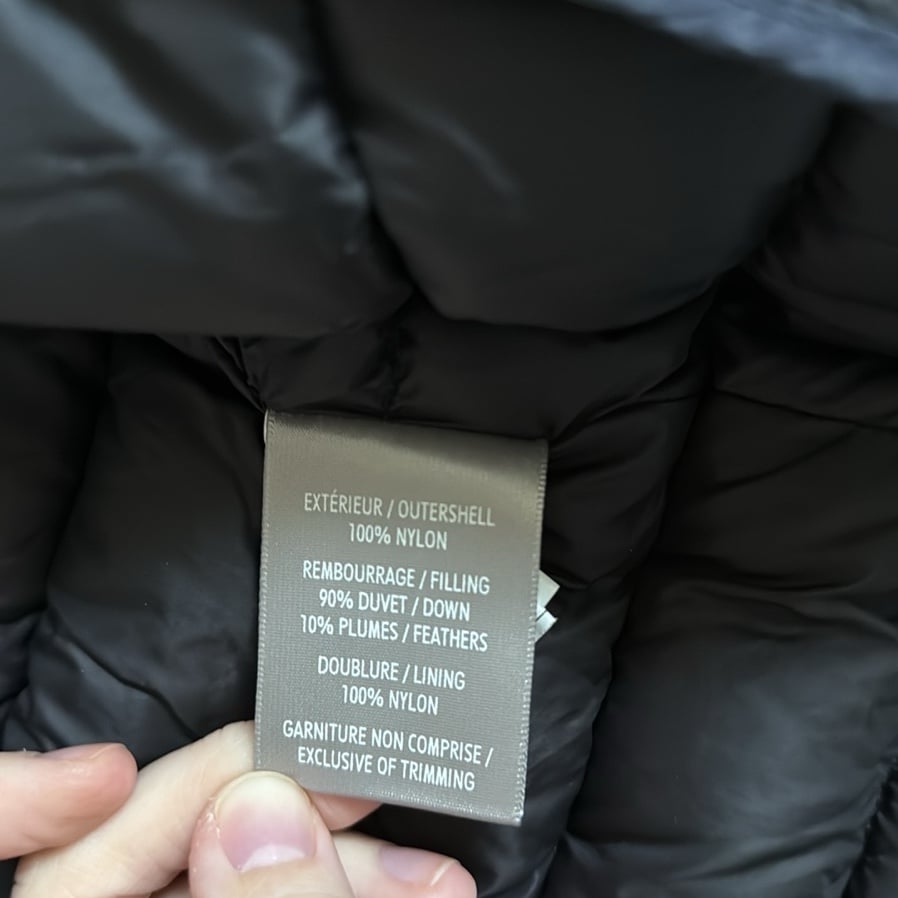 EXTÉRIEUR / OUTERSHELL
100% NYLON
REMBOURRAGE / FILLING
90% DUVET / DOWN
10% PLUMES / FEATHERS
DOUBLURE / LINING
100% NYLON
GARNITURE NON COMPRISE /
EXCLUSIVE OF TRIMMING